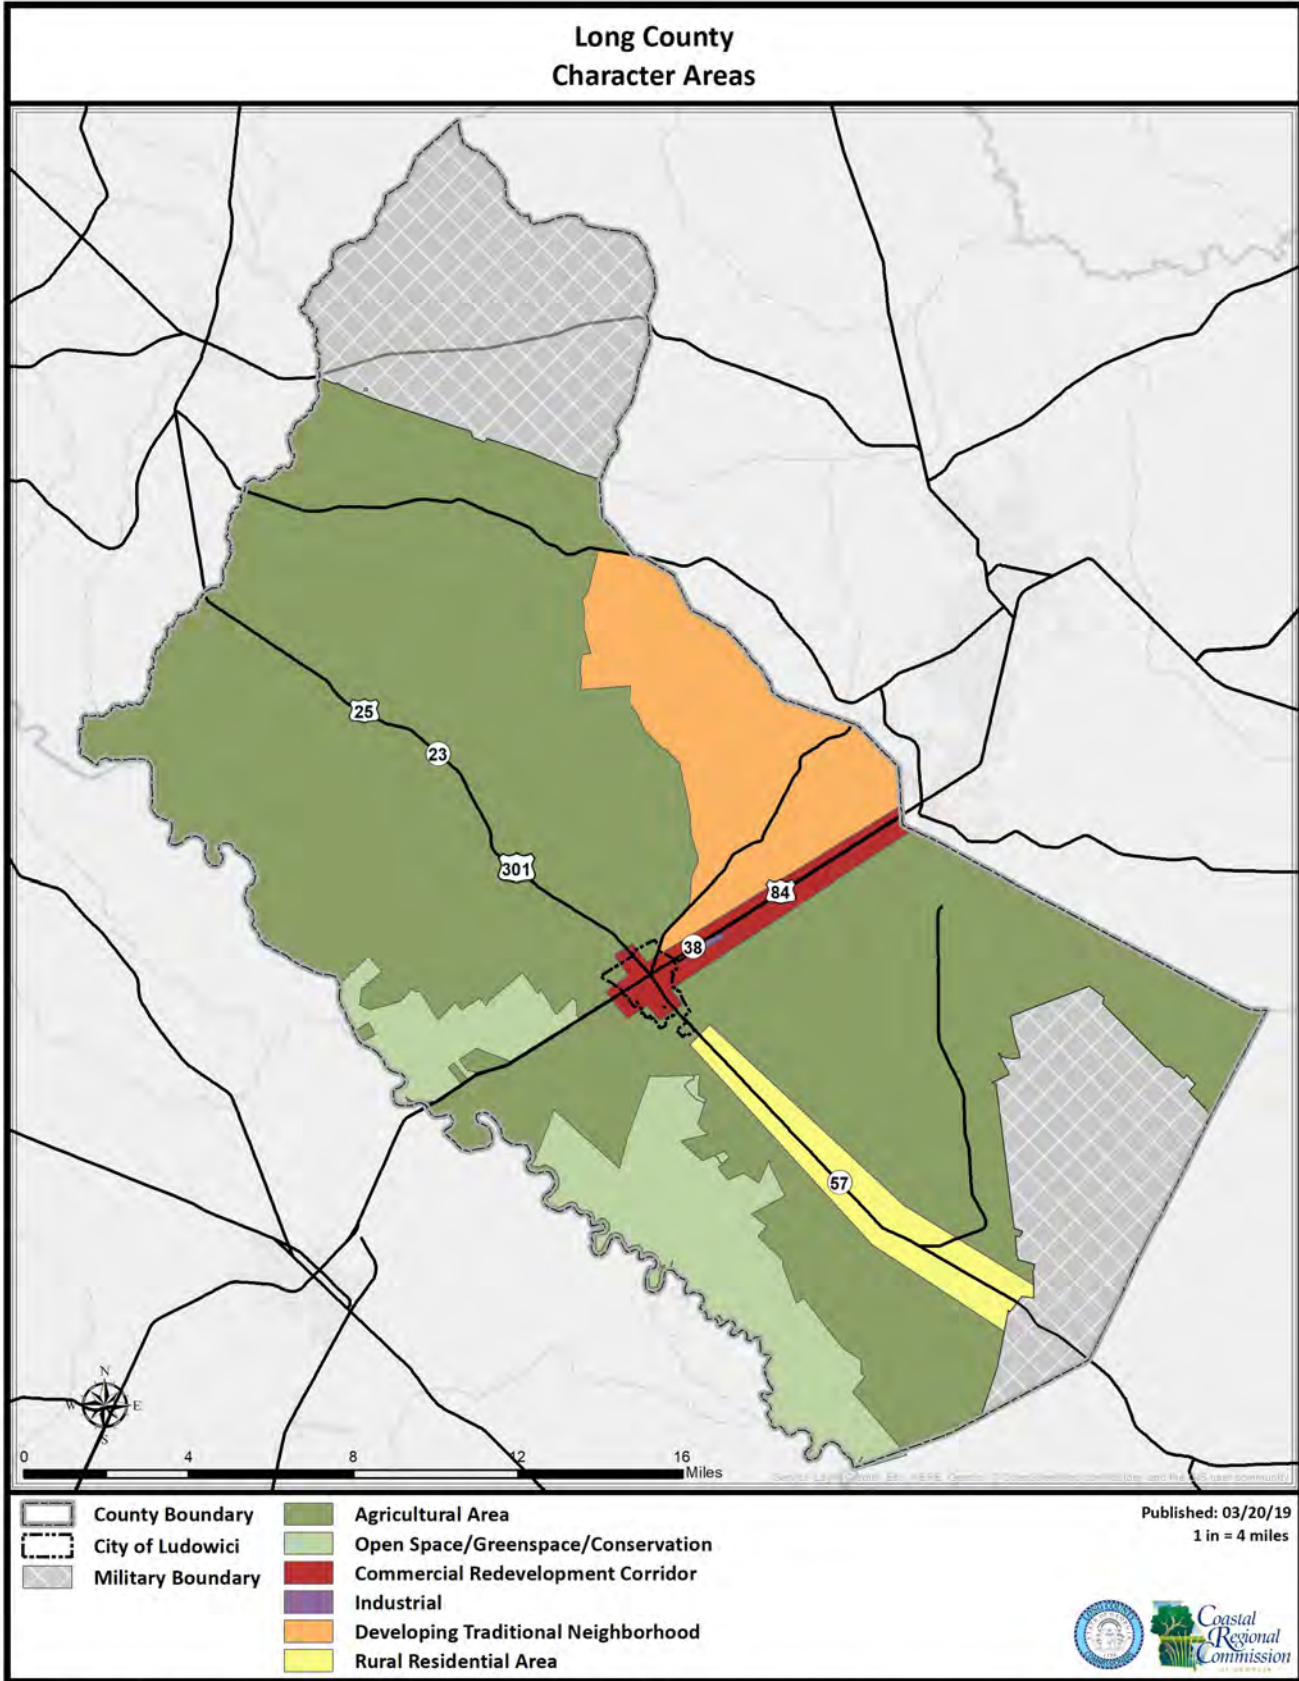 Long County
Character Areas
25
23
301
84
38
57
N
W
E
S
0
4
8
12
16
Miles
County Boundary
City of Ludowici
Military Boundary
Agricultural Area
Open Space/Greenspace/Conservation
Commercial Redevelopment Corridor
Industrial
Developing Traditional Neighborhood
Rural Residential Area
Published: 03/20/19
1 in = 4 miles
Coastal
Regional
Commission
OF GEORGIA